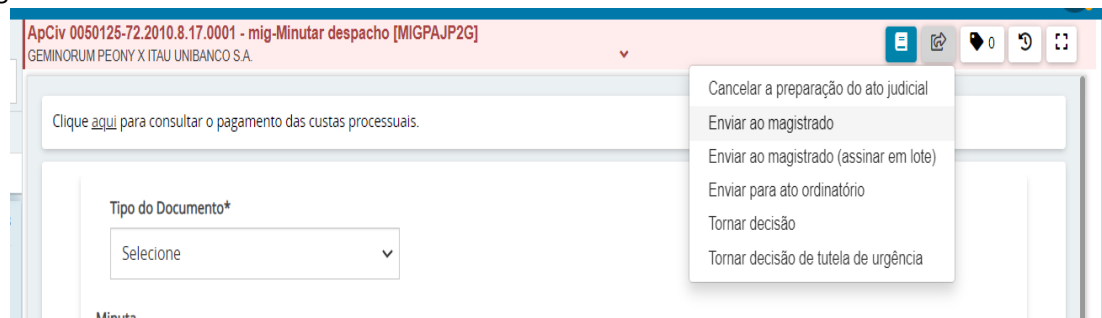 ApCiv 0050125-72.2010.8.17.0001 - mig-Minutar despacho [MIGPAJP2G]
GEMINORUM PEONY X ITAU UNIBANCO S.A.
0
Cancelar a preparação do ato judicial
Enviar ao magistrado
Enviar ao magistrado (assinar em lote)
Enviar para ato ordinatório
Tornar decisão
Tornar decisão de tutela de urgência
Clique aqui para consultar o pagamento das custas processuais.
Tipo do Documento*
Selecione
Minuta